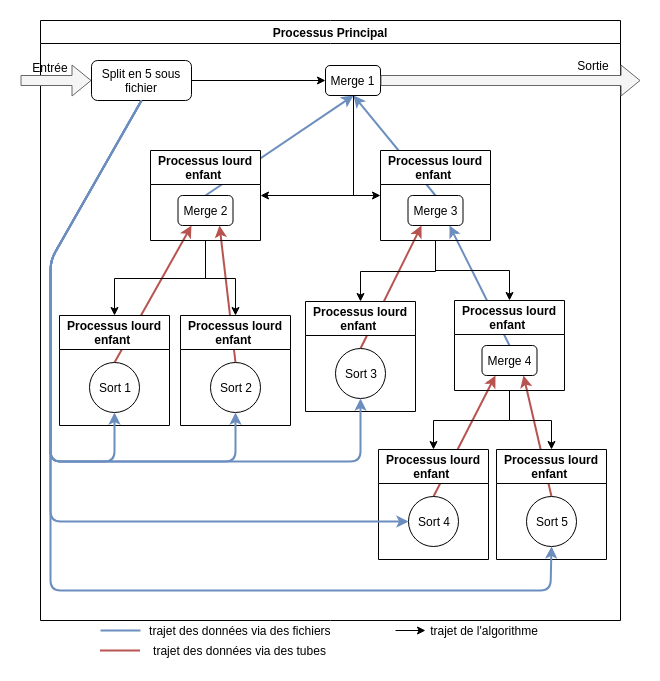 Processus Principal
Entrée
Split en 5 sous
fichier
Merge 1
Sortie
Processus lourd
enfant
Merge 2
Processus lourd
enfant
Merge 3
Processus lourd
enfant
Sort 1
Processus lourd
enfant
Sort 2
Processus lourd
enfant
Sort 3
Processus lourd
enfant
Merge 4
Processus lourd
enfant
Sort 4
Processus lourd
enfant
Sort 5
trajet des données via des fichiers
trajet de l'algorithme
trajet des données via des tubes